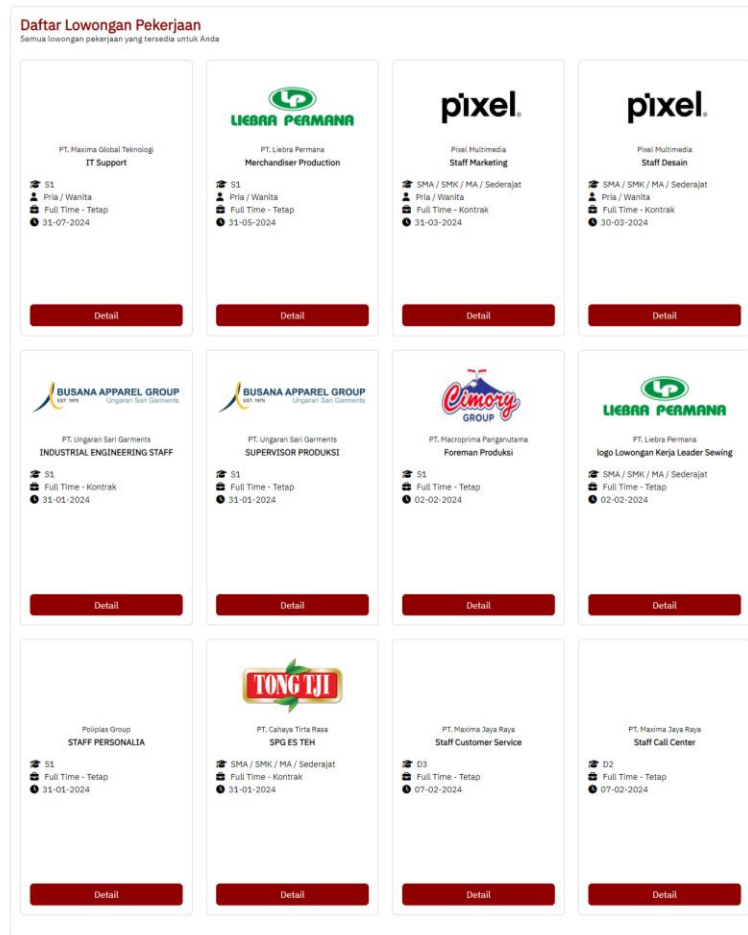 Daftar Lowongan Pekerjaan
Semua lowongan pekerjaan yang tersedia untuk Anda
PT. Maxima Global Teknologi
IT Support
S1
Pria / Wanita
Full Time - Tetap
31-07-2024
Detail
LP
LIEBRA PERMANA
PT. Liebra Permana
Merchandiser Production
S1
Pria / Wanita
Full Time - Tetap
31-05-2024
Detail
pixel.
Pixel Multimedia
Staff Marketing
SMA / SMK / MA / Sederajat
Pria / Wanita
Full Time - Kontrak
31-03-2024
Detail
pixel.
Pixel Multimedia
Staff Desain
SMA / SMK / MA / Sederajat
Pria / Wanita
Full Time - Kontrak
30-03-2024
Detail
BUSANA APPAREL GROUP
EST. 1975 Ungaran Sari Garments
PT. Ungaran Sari Garments
INDUSTRIAL ENGINEERING STAFF
S1
Full Time - Kontrak
31-01-2024
Detail
BUSANA APPAREL GROUP
EST. 1975 Ungaran Sari Garments
PT. Ungaran Sari Garments
SUPERVISOR PRODUKSI
S1
Full Time - Tetap
31-01-2024
Detail
Cimory
GROUP
PT. Macroprima Panganutama
Foreman Produksi
S1
Full Time - Tetap
02-02-2024
Detail
LP
LIEBRA PERMANA
PT. Liebra Permana
logo Lowongan Kerja Leader Sewing
SMA / SMK / MA / Sederajat
Full Time - Tetap
02-02-2024
Detail
Poliplas Group
STAFF PERSONALIA
S1
Full Time - Tetap
31-01-2024
Detail
TONG TJI
PT. Cahaya Tirta Rasa
SPG ES TEH
SMA / SMK / MA / Sederajat
Full Time - Kontrak
31-01-2024
Detail
PT. Maxima Jaya Raya
Staff Customer Service
D3
Full Time - Tetap
07-02-2024
Detail
PT. Maxima Jaya Raya
Staff Call Center
D2
Full Time - Tetap
07-02-2024
Detail